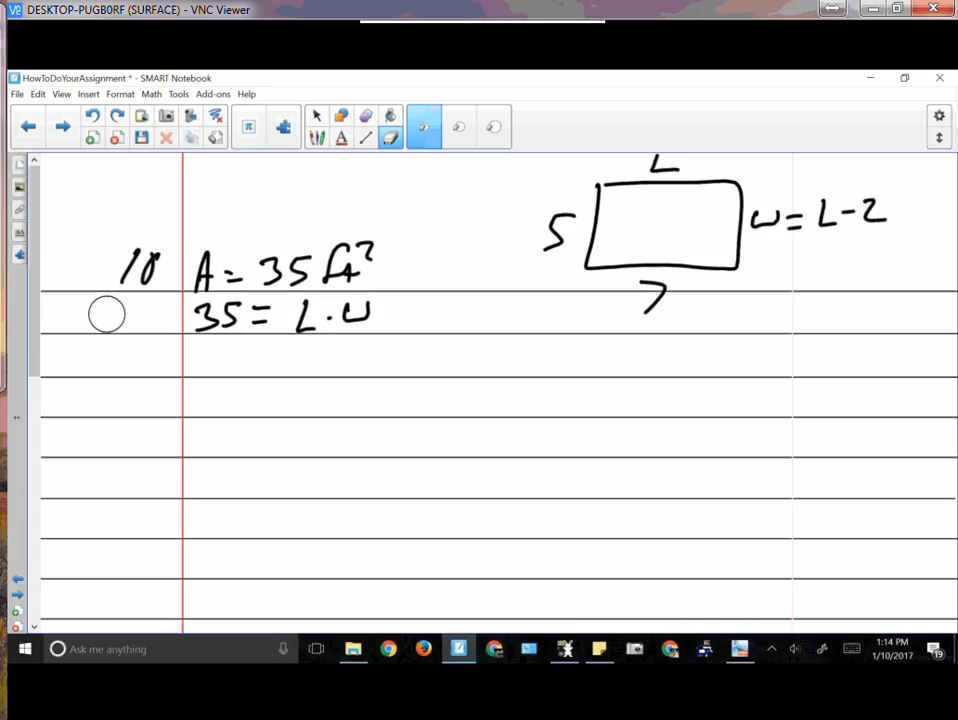 DESKTOP-PUGB0RF (SURFACE) - VNC Viewer
HowToDoYourAssignment * - SMART Notebook
File Edit View Insert Format Math Tools Add-ons Help
L
5
W = L - 2
7
18 A = 35 ft²
35 = L · W
Ask me anything
1:14 PM
1/10/2017
19